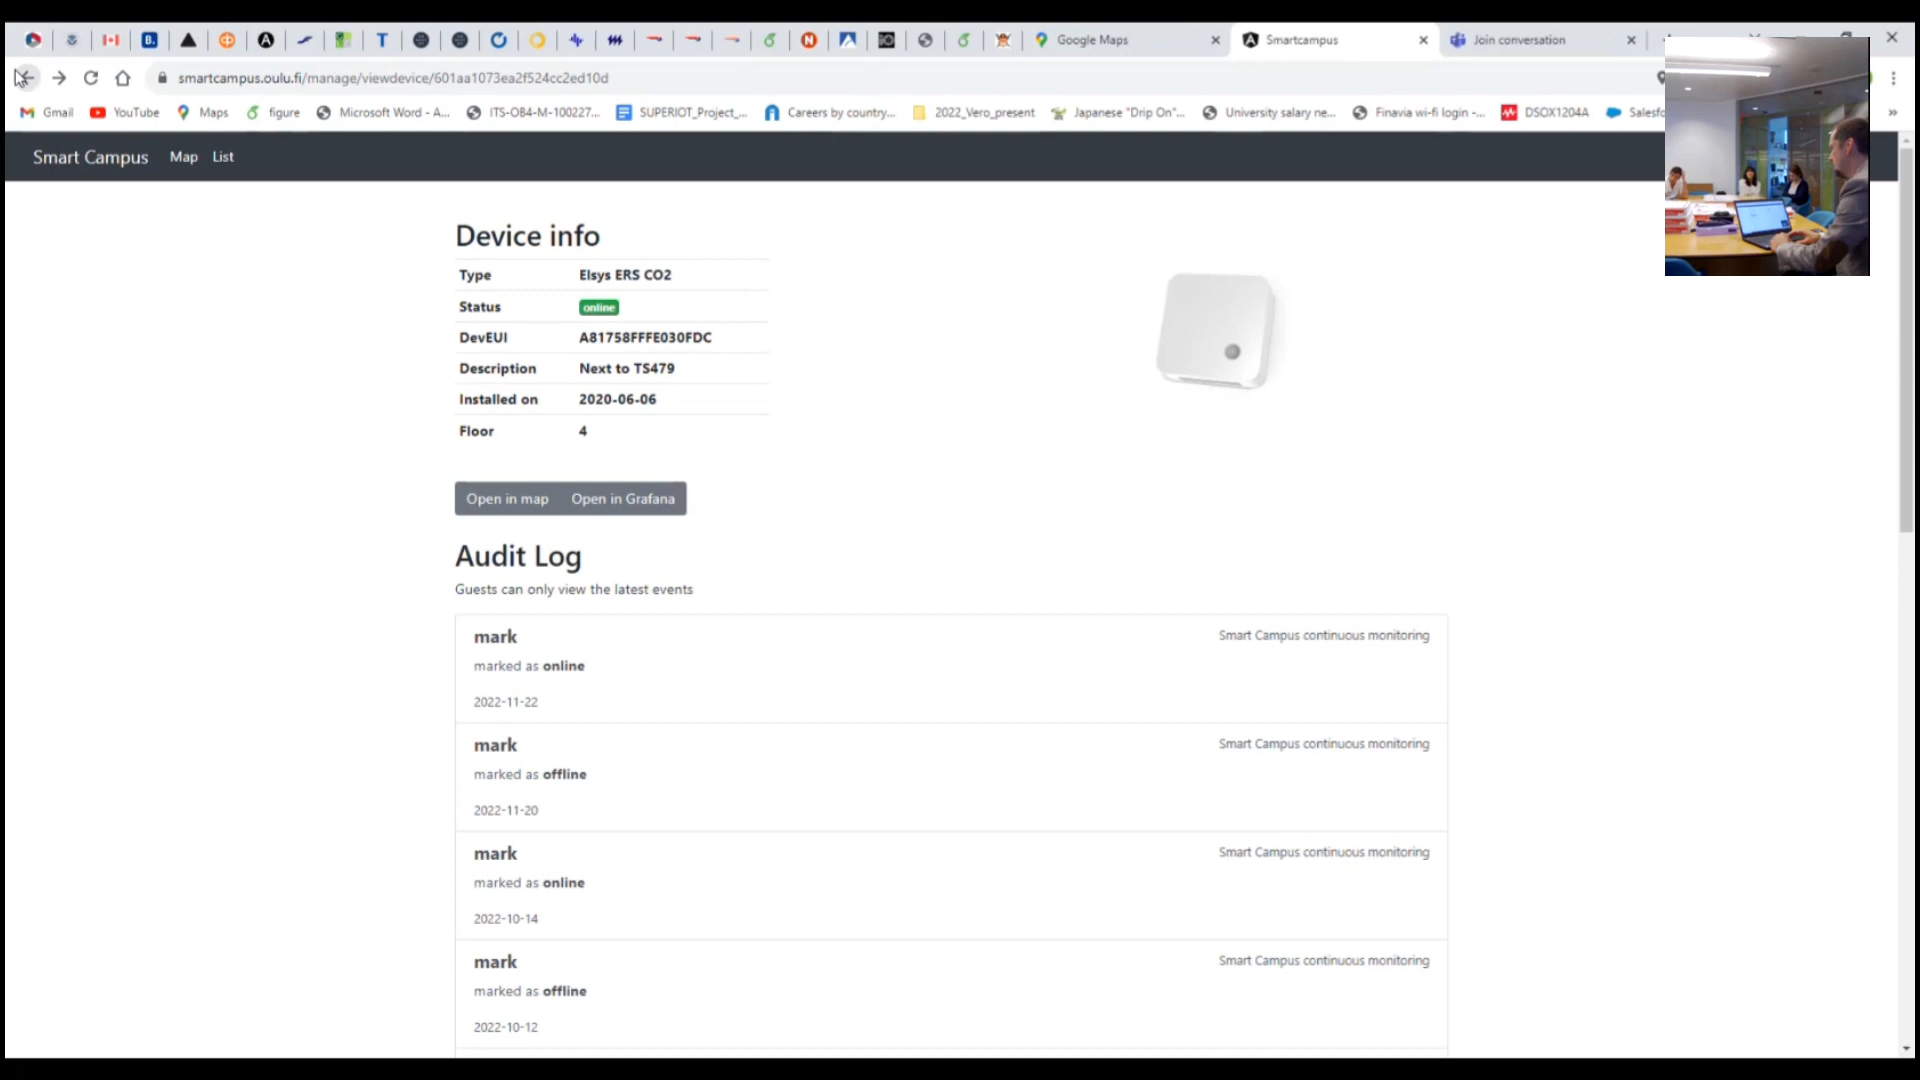 Google Maps
Smartcampus
Join conversation
smartcampus.oulu.fi/manage/viewdevice/601aa1073ea2f524cc2ed10d
Gmail
YouTube
Maps
figure
Microsoft Word - A...
ITS-OB4-M-100227...
SUPERIOT_Project_...
Careers by country...
2022_Vero_present
Japanese "Drip On"...
University salary ne...
Finavia wi-fi login -...
DSOX1204A
Salesfo
Smart Campus
Map
List
Device info
Type Elsys ERS CO2
Status online
DevEUI A81758FFFE030FDC
Description Next to TS479
Installed on 2020-06-06
Floor 4
Open in map Open in Grafana
Audit Log
Guests can only view the latest events
mark Smart Campus continuous monitoring
marked as online
2022-11-22
mark Smart Campus continuous monitoring
marked as offline
2022-11-20
mark Smart Campus continuous monitoring
marked as online
2022-10-14
mark Smart Campus continuous monitoring
marked as offline
2022-10-12